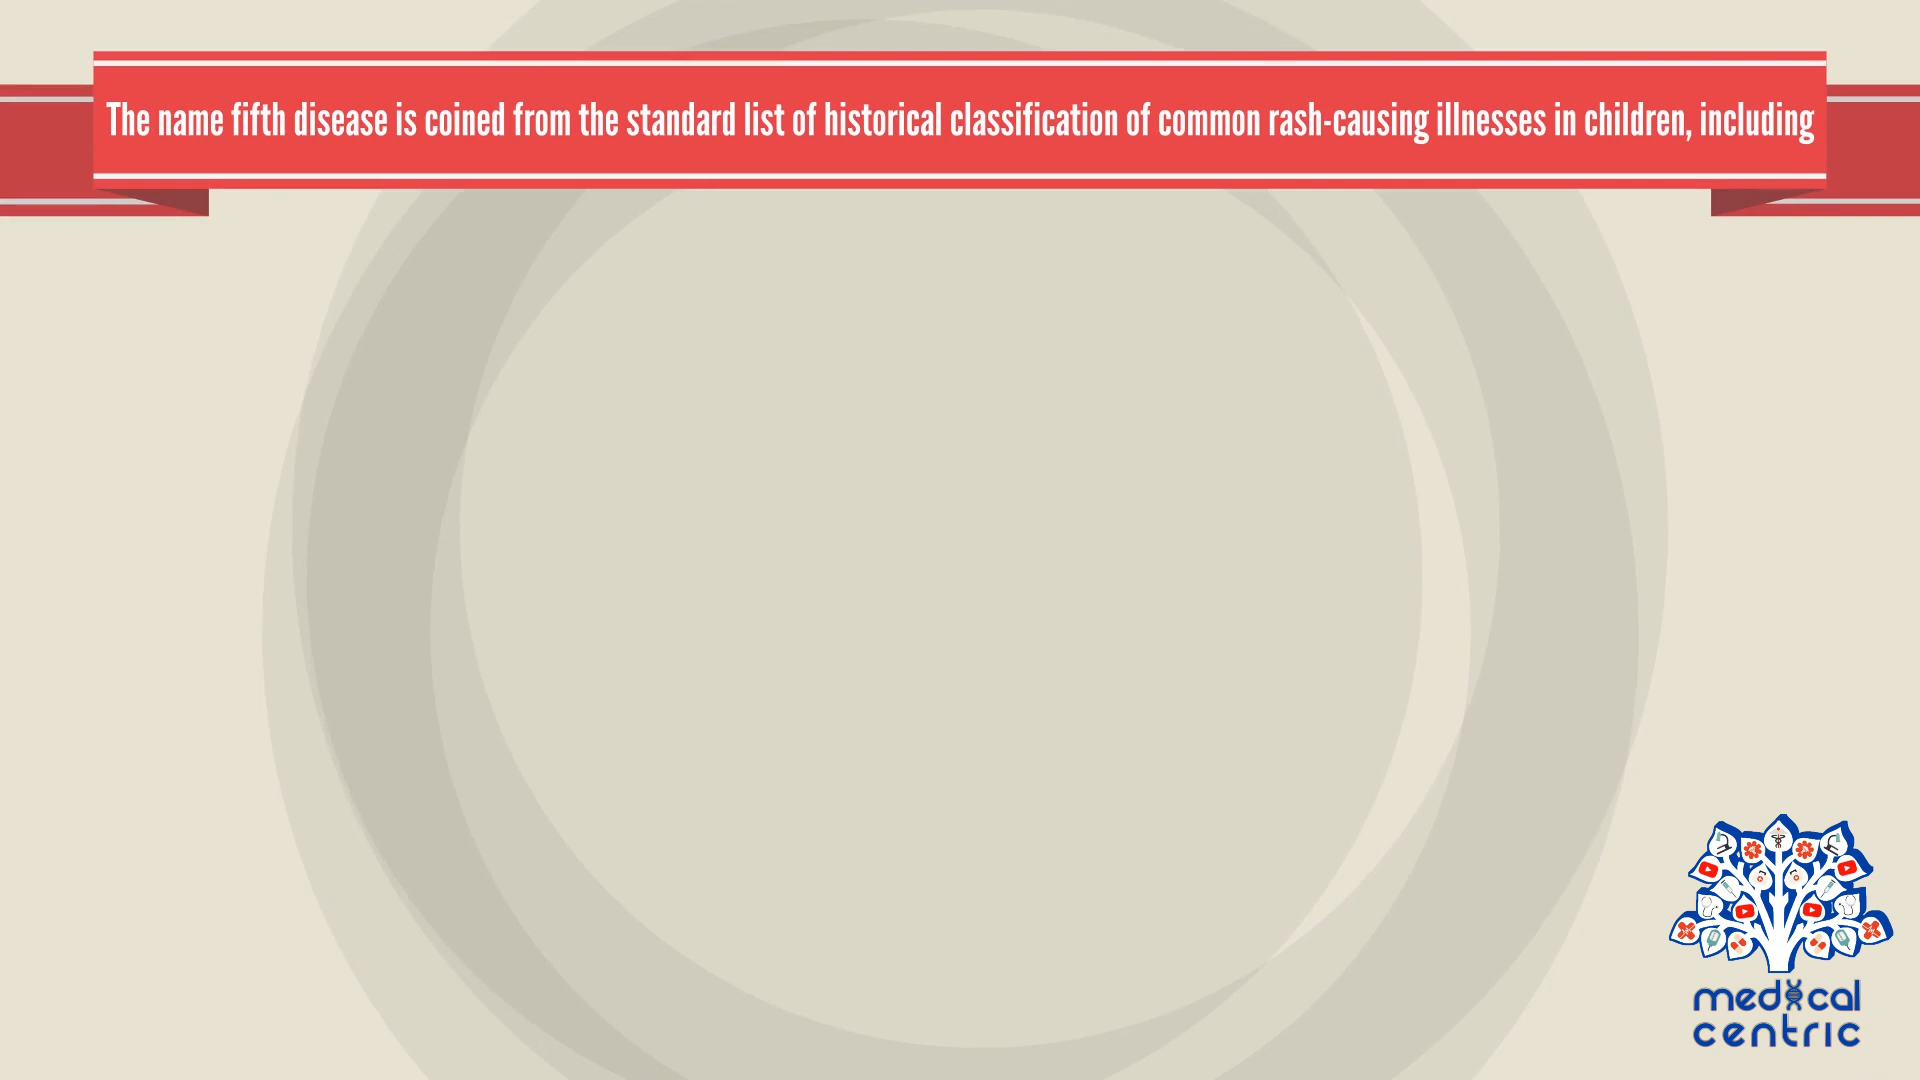 The name fifth disease is coined from the standard list of historical classification of common rash-causing illnesses in children, including
medical
centric